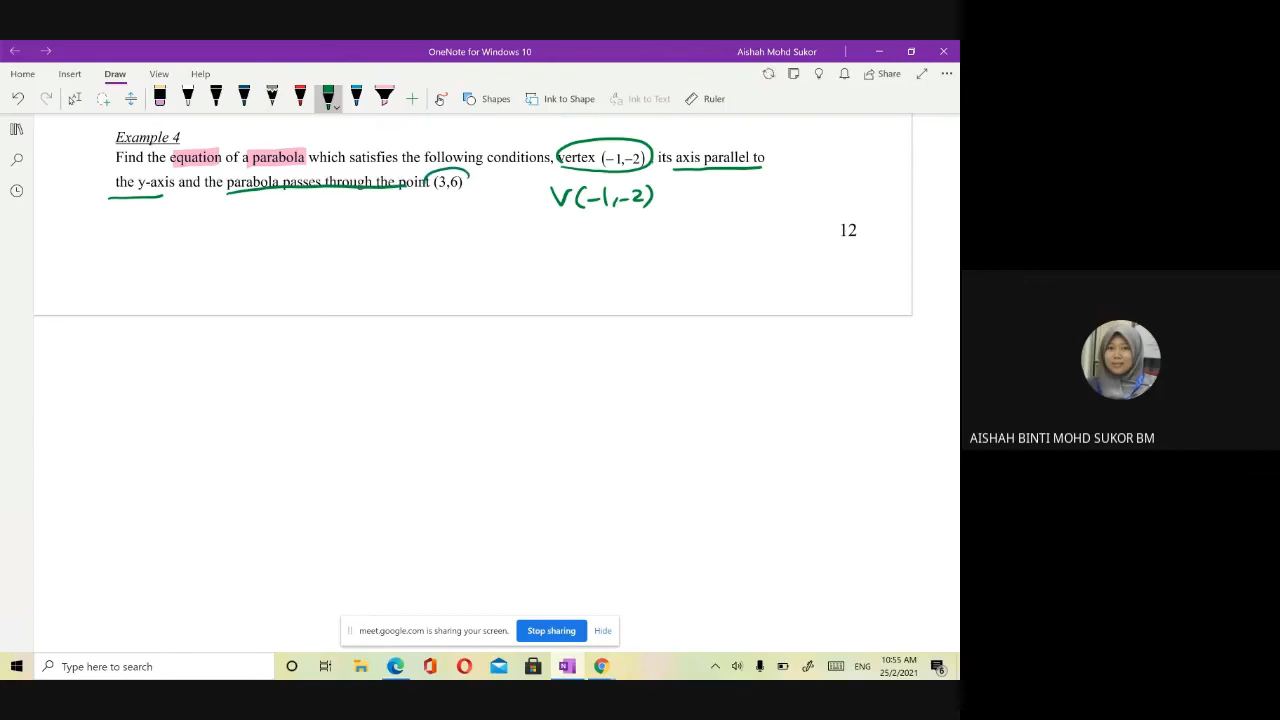 OneNote for Windows 10
Aishah Mohd Sukor
Home Insert Draw View Help
Share
Shapes Ink to Shape Ink to Text Ruler
Example 4
Find the equation of a parabola which satisfies the following conditions, vertex (−1,−2), its axis parallel to
the y-axis and the parabola passes through the point (3,6)
V(-1,-2)
12
AISHAH BINTI MOHD SUKOR BM
meet.google.com is sharing your screen. Stop sharing Hide
Type here to search
ENG
10:55 AM
25/2/2021
6